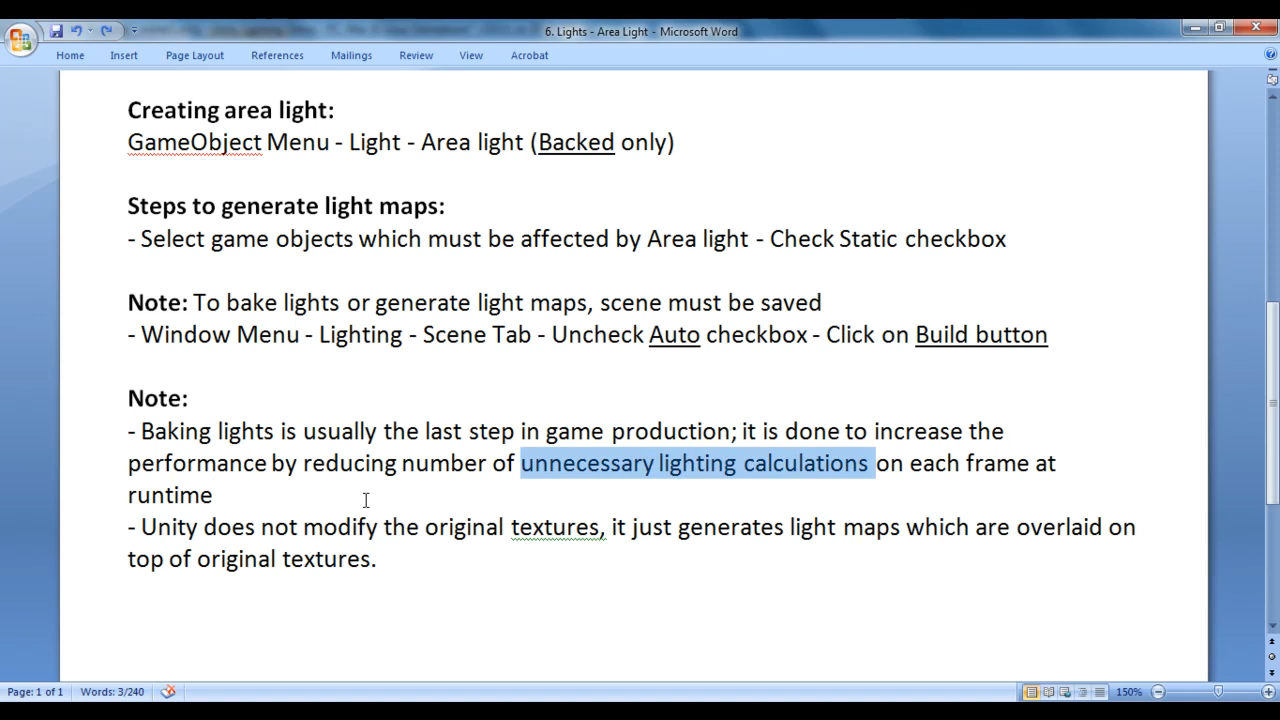 6. Lights - Area Light - Microsoft Word
Home Insert Page Layout References Mailings Review View Acrobat
Creating area light:
GameObject Menu - Light - Area light (Backed only)
Steps to generate light maps:
- Select game objects which must be affected by Area light - Check Static checkbox
Note: To bake lights or generate light maps, scene must be saved
- Window Menu - Lighting - Scene Tab - Uncheck Auto checkbox - Click on Build button
Note:
- Baking lights is usually the last step in game production; it is done to increase the
performance by reducing number of unnecessary lighting calculations on each frame at
runtime
- Unity does not modify the original textures, it just generates light maps which are overlaid on
top of original textures.
Page: 1 of 1 Words: 3/240 150%